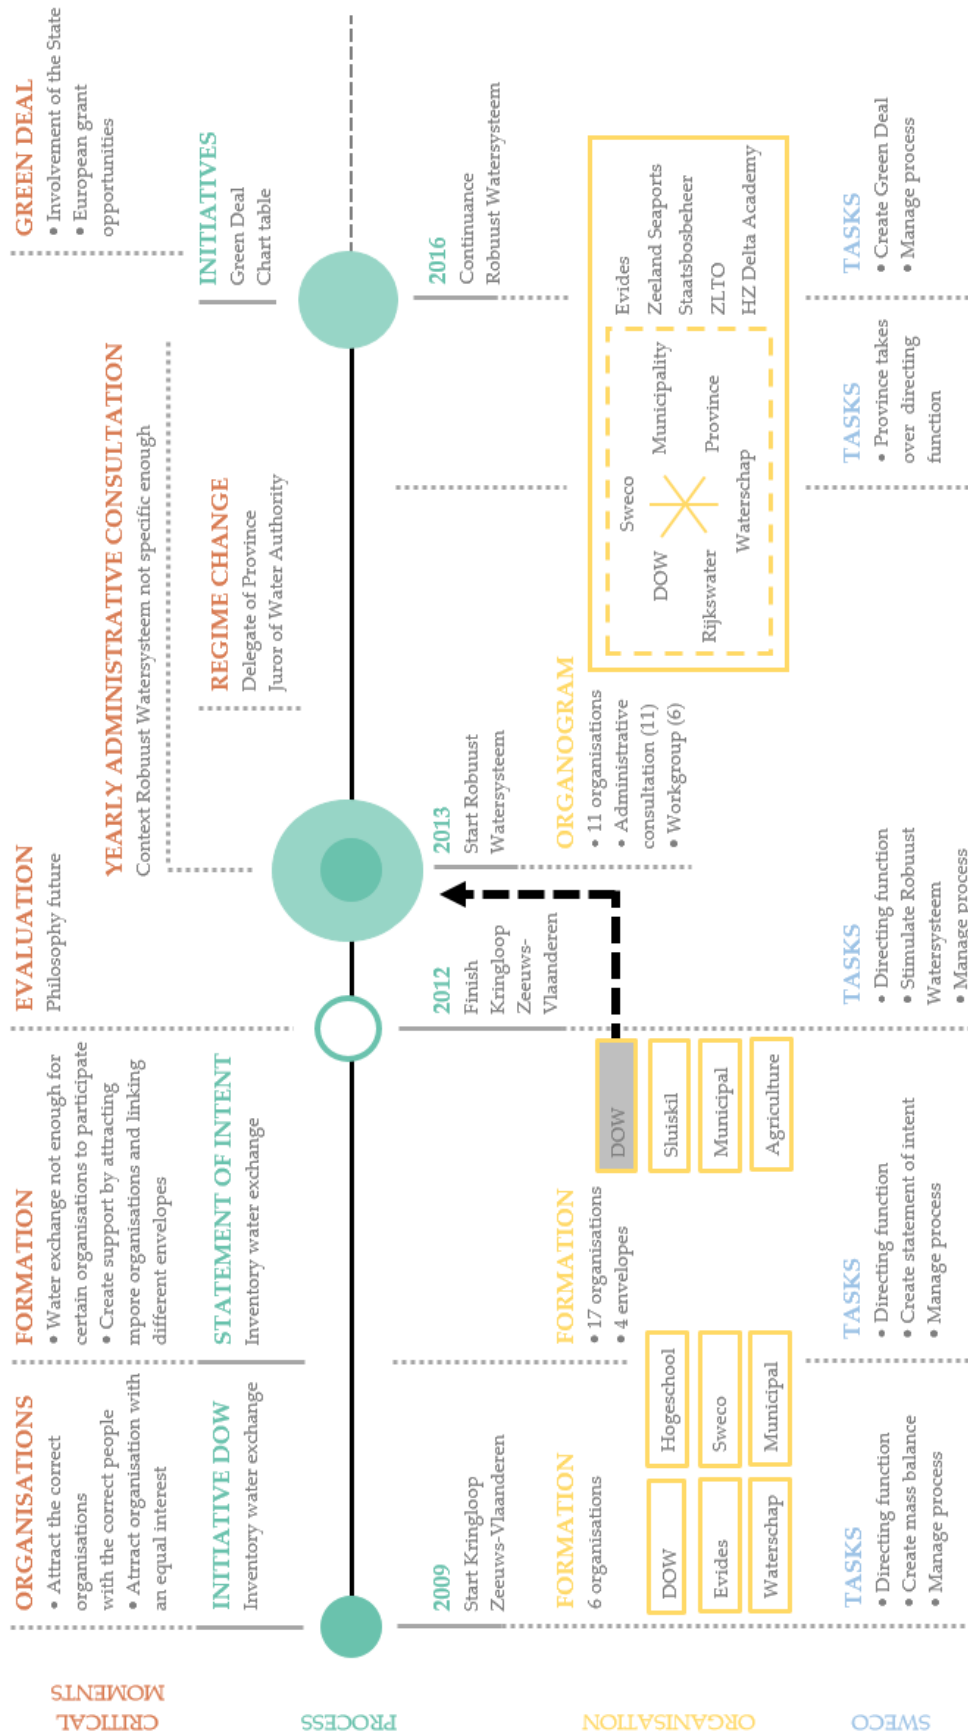 CRITICAL
MOMENTS
ORGANISATIONS
• Attract the correct
organisations
with the correct people
• Atrract organisation with
an equal interest
FORMATION
• Water exchange not enough for
certain organisations to participate
• Create support by attracting
mpore organisations and linking
different envelopes
EVALUATION
Philosophy future
YEARLY ADMINISTRATIVE CONSULTATION
Context Robuust Watersysteem not specific enough
REGIME CHANGE
Delegate of Province
Juror of Water Authority
GREEN DEAL
• Involvement of the State
• European grant
opportunities
PROCESS
INITIATIVE DOW
Inventory water exchange
STATEMENT OF INTENT
Inventory water exchange
INITIATIVES
Green Deal
Chart table
2009
Start Kringloop
Zeeuws-Vlaanderen
2012
Finish
Kringloop
Zeeuws-
Vlaanderen
2013
Start Robuust
Watersysteem
2016
Continuance
Robuust Watersysteem
ORGANISATION
FORMATION
6 organisations
DOW
Hogeschool
Evides
Sweco
Waterschap
Municipal
FORMATION
• 17 organisations
• 4 envelopes
DOW
Sluiskil
Municipal
Agriculture
ORGANOGRAM
• 11 organisations
• Administrative
consultation (11)
• Workgroup (6)
Sweco
DOW
Municipality
Rijkswater
Province
Waterschap
Evides
Zeeland Seaports
Staatsbosbeheer
ZLTO
HZ Delta Academy
SWECO
TASKS
• Directing function
• Create mass balance
• Manage process
TASKS
• Directing function
• Create statement of intent
• Manage process
TASKS
• Directing function
• Stimulate Robuust
Watersysteem
• Manage process
TASKS
• Province takes
over directing
function
TASKS
• Create Green Deal
• Manage process